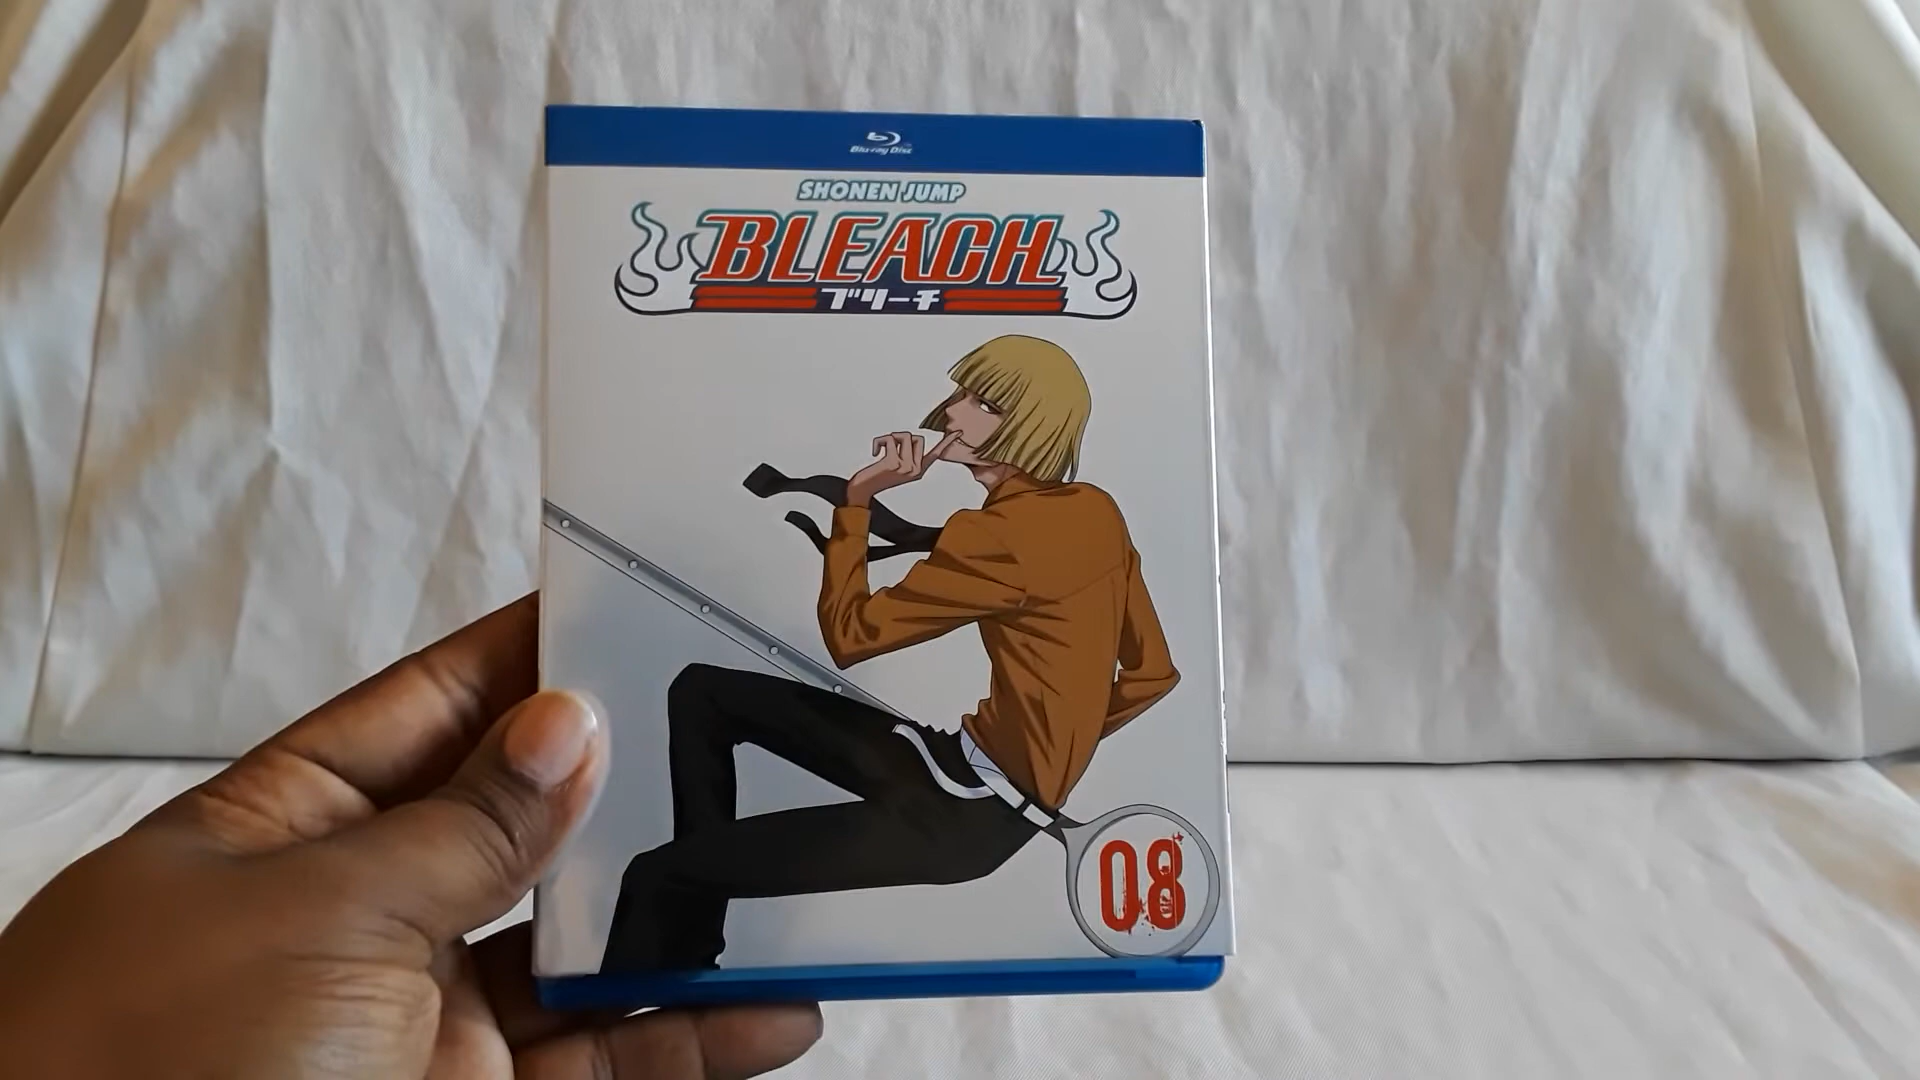 Blu-ray Disc
SHONEN JUMP
BLEACH
ブリーチ
08